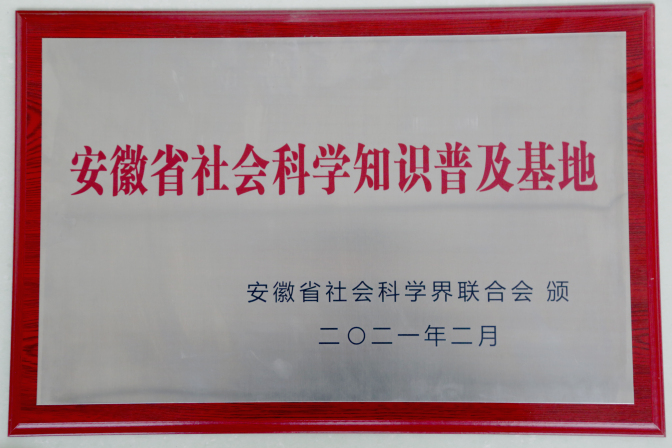 安徽省社会科学知识普及基地
安徽省社会科学界联合会 颁
二〇二一年二月